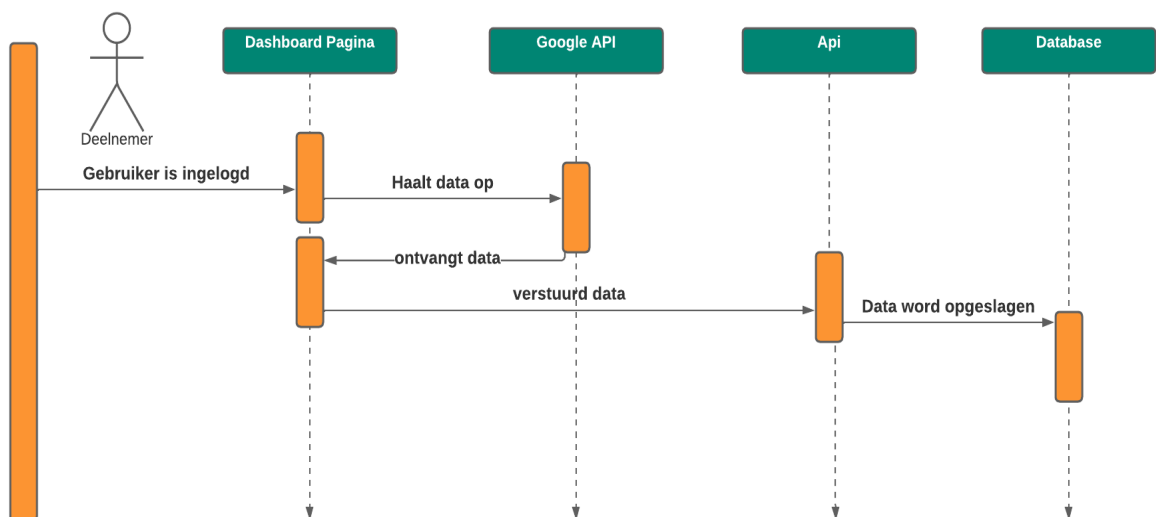 Dashboard Pagina
Google API
Api
Database
Deelnemer
Gebruiker is ingelogd
Haalt data op
ontvangt data
verstuurd data
Data word opgeslagen